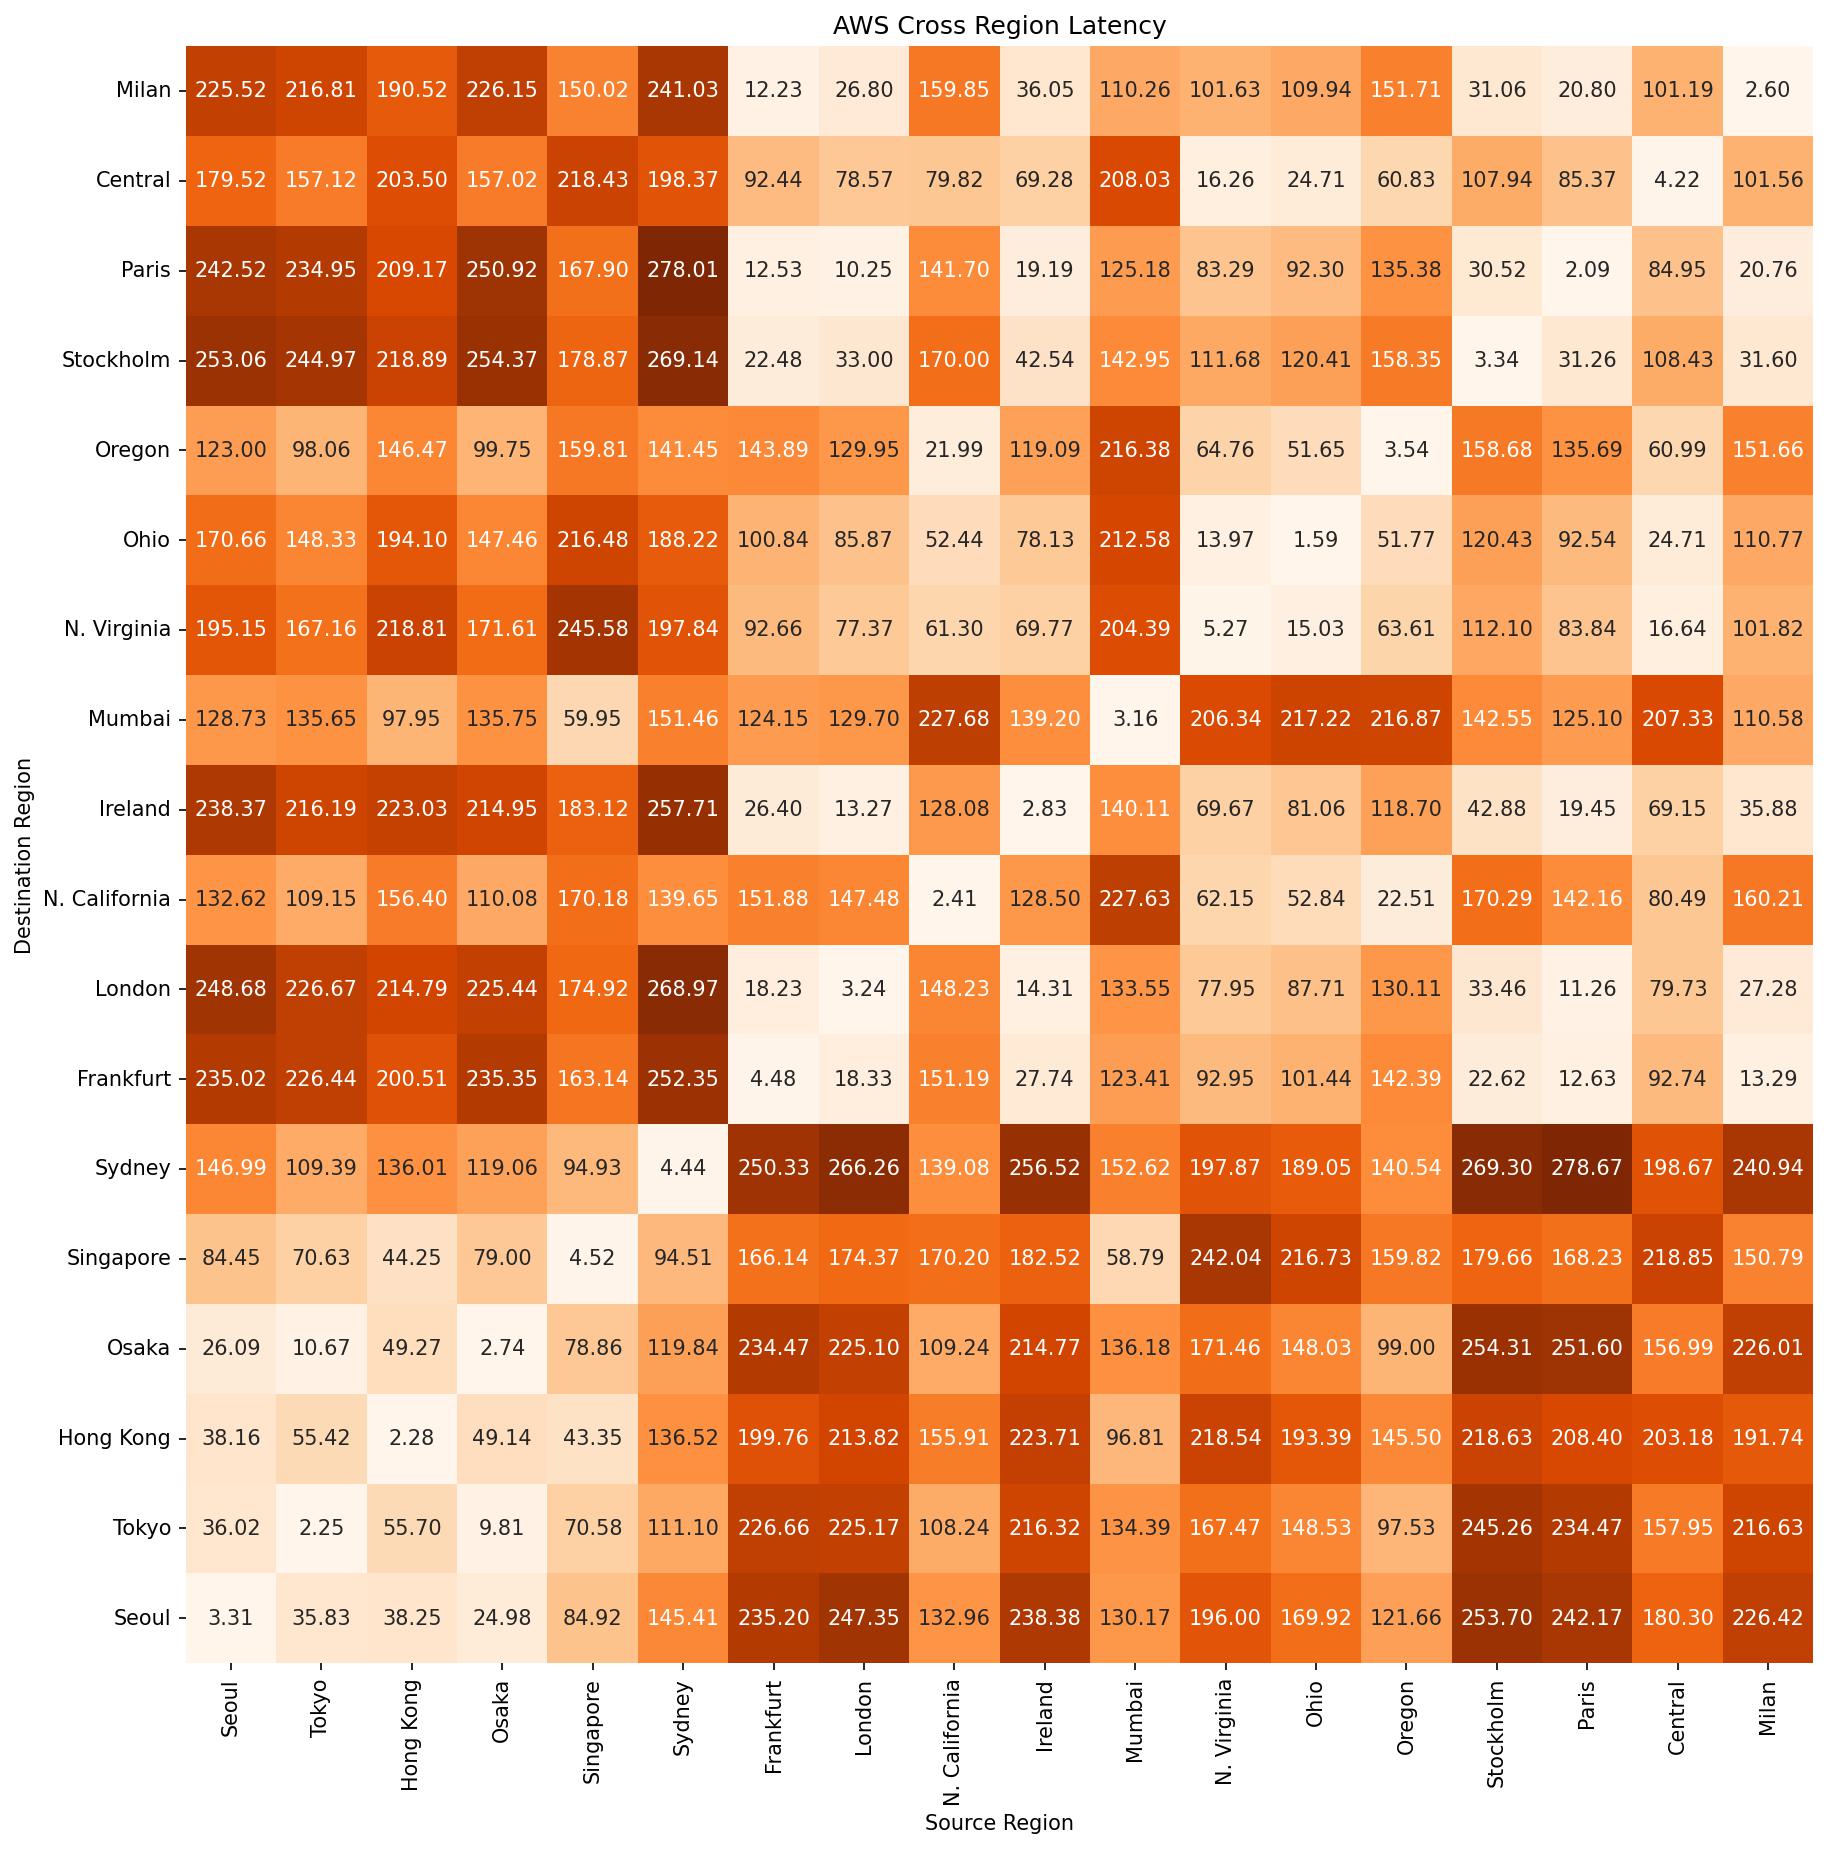 AWS Cross Region Latency
Milan 225.52 216.81 190.52 226.15 150.02 241.03 12.23 26.80 159.85 36.05 110.26 101.63 109.94 151.71 31.06 20.80 101.19 2.60
Central 179.52 157.12 203.50 157.02 218.43 198.37 92.44 78.57 79.82 69.28 208.03 16.26 24.71 60.83 107.94 85.37 4.22 101.56
Paris 242.52 234.95 209.17 250.92 167.90 278.01 12.53 10.25 141.70 19.19 125.18 83.29 92.30 135.38 30.52 2.09 84.95 20.76
Stockholm 253.06 244.97 218.89 254.37 178.87 269.14 22.48 33.00 170.00 42.54 142.95 111.68 120.41 158.35 3.34 31.26 108.43 31.60
Oregon 123.00 98.06 146.47 99.75 159.81 141.45 143.89 129.95 21.99 119.09 216.38 64.76 51.65 3.54 158.68 135.69 60.99 151.66
Ohio 170.66 148.33 194.10 147.46 216.48 188.22 100.84 85.87 52.44 78.13 212.58 13.97 1.59 51.77 120.43 92.54 24.71 110.77
N. Virginia 195.15 167.16 218.81 171.61 245.58 197.84 92.66 77.37 61.30 69.77 204.39 5.27 15.03 63.61 112.10 83.84 16.64 101.82
Mumbai 128.73 135.65 97.95 135.75 59.95 151.46 124.15 129.70 227.68 139.20 3.16 206.34 217.22 216.87 142.55 125.10 207.33 110.58
Ireland 238.37 216.19 223.03 214.95 183.12 257.71 26.40 13.27 128.08 2.83 140.11 69.67 81.06 118.70 42.88 19.45 69.15 35.88
N. California 132.62 109.15 156.40 110.08 170.18 139.65 151.88 147.48 2.41 128.50 227.63 62.15 52.84 22.51 170.29 142.16 80.49 160.21
London 248.68 226.67 214.79 225.44 174.92 268.97 18.23 3.24 148.23 14.31 133.55 77.95 87.71 130.11 33.46 11.26 79.73 27.28
Frankfurt 235.02 226.44 200.51 235.35 163.14 252.35 4.48 18.33 151.19 27.74 123.41 92.95 101.44 142.39 22.62 12.63 92.74 13.29
Sydney 146.99 109.39 136.01 119.06 94.93 4.44 250.33 266.26 139.08 256.52 152.62 197.87 189.05 140.54 269.30 278.67 198.67 240.94
Singapore 84.45 70.63 44.25 79.00 4.52 94.51 166.14 174.37 170.20 182.52 58.79 242.04 216.73 159.82 179.66 168.23 218.85 150.79
Osaka 26.09 10.67 49.27 2.74 78.86 119.84 234.47 225.10 109.24 214.77 136.18 171.46 148.03 99.00 254.31 251.60 156.99 226.01
Hong Kong 38.16 55.42 2.28 49.14 43.35 136.52 199.76 213.82 155.91 223.71 96.81 218.54 193.39 145.50 218.63 208.40 203.18 191.74
Tokyo 36.02 2.25 55.70 9.81 70.58 111.10 226.66 225.17 108.24 216.32 134.39 167.47 148.53 97.53 245.26 234.47 157.95 216.63
Seoul 3.31 35.83 38.25 24.98 84.92 145.41 235.20 247.35 132.96 238.38 130.17 196.00 169.92 121.66 253.70 242.17 180.30 226.42
Destination Region
Seoul Tokyo Hong Kong Osaka Singapore Sydney Frankfurt London N. California Ireland Mumbai N. Virginia Ohio Oregon Stockholm Paris Central Milan
Source Region